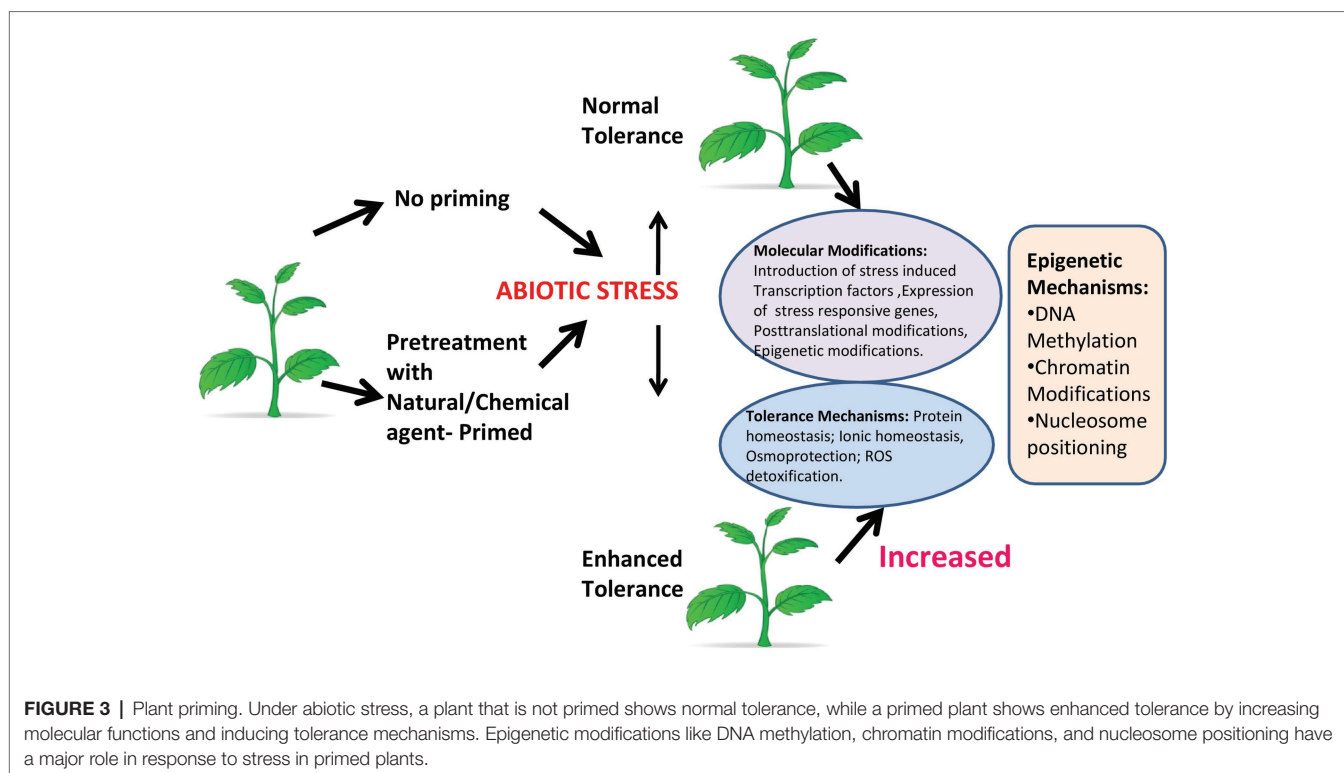 Normal
Tolerance
No priming
ABIOTIC STRESS
Pretreatment
with
Natural/Chemical
agent- Primed
Molecular Modifications:
Introduction of stress induced
Transcription factors ,Expression
of stress responsive genes,
Posttranslational modifications,
Epigenetic modifications.
Epigenetic
Mechanisms:
•DNA
Methylation
•Chromatin
Modifications
•Nucleosome
positioning
Tolerance Mechanisms: Protein
homeostasis; Ionic homeostasis,
Osmoprotection; ROS
detoxification.
Enhanced
Tolerance
Increased
FIGURE 3 | Plant priming. Under abiotic stress, a plant that is not primed shows normal tolerance, while a primed plant shows enhanced tolerance by increasing
molecular functions and inducing tolerance mechanisms. Epigenetic modifications like DNA methylation, chromatin modifications, and nucleosome positioning have
a major role in response to stress in primed plants.